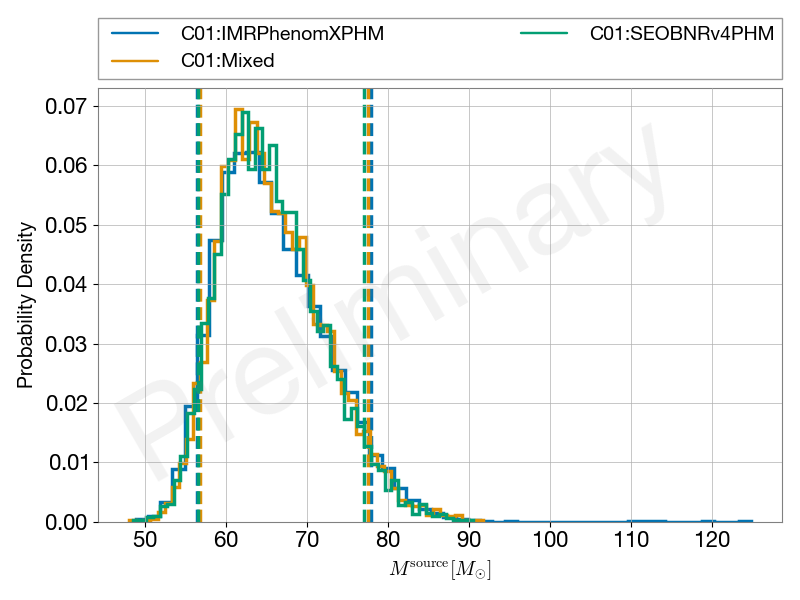 C01:IMRPhenomXPHM
C01:SEOBNRv4PHM
C01:Mixed
0.07
0.06
0.05
0.04
0.03
0.02
0.01
0.00
Probability Density
Preliminary
50 60 70 80 90 100 110 120
M^source [M_⊙]